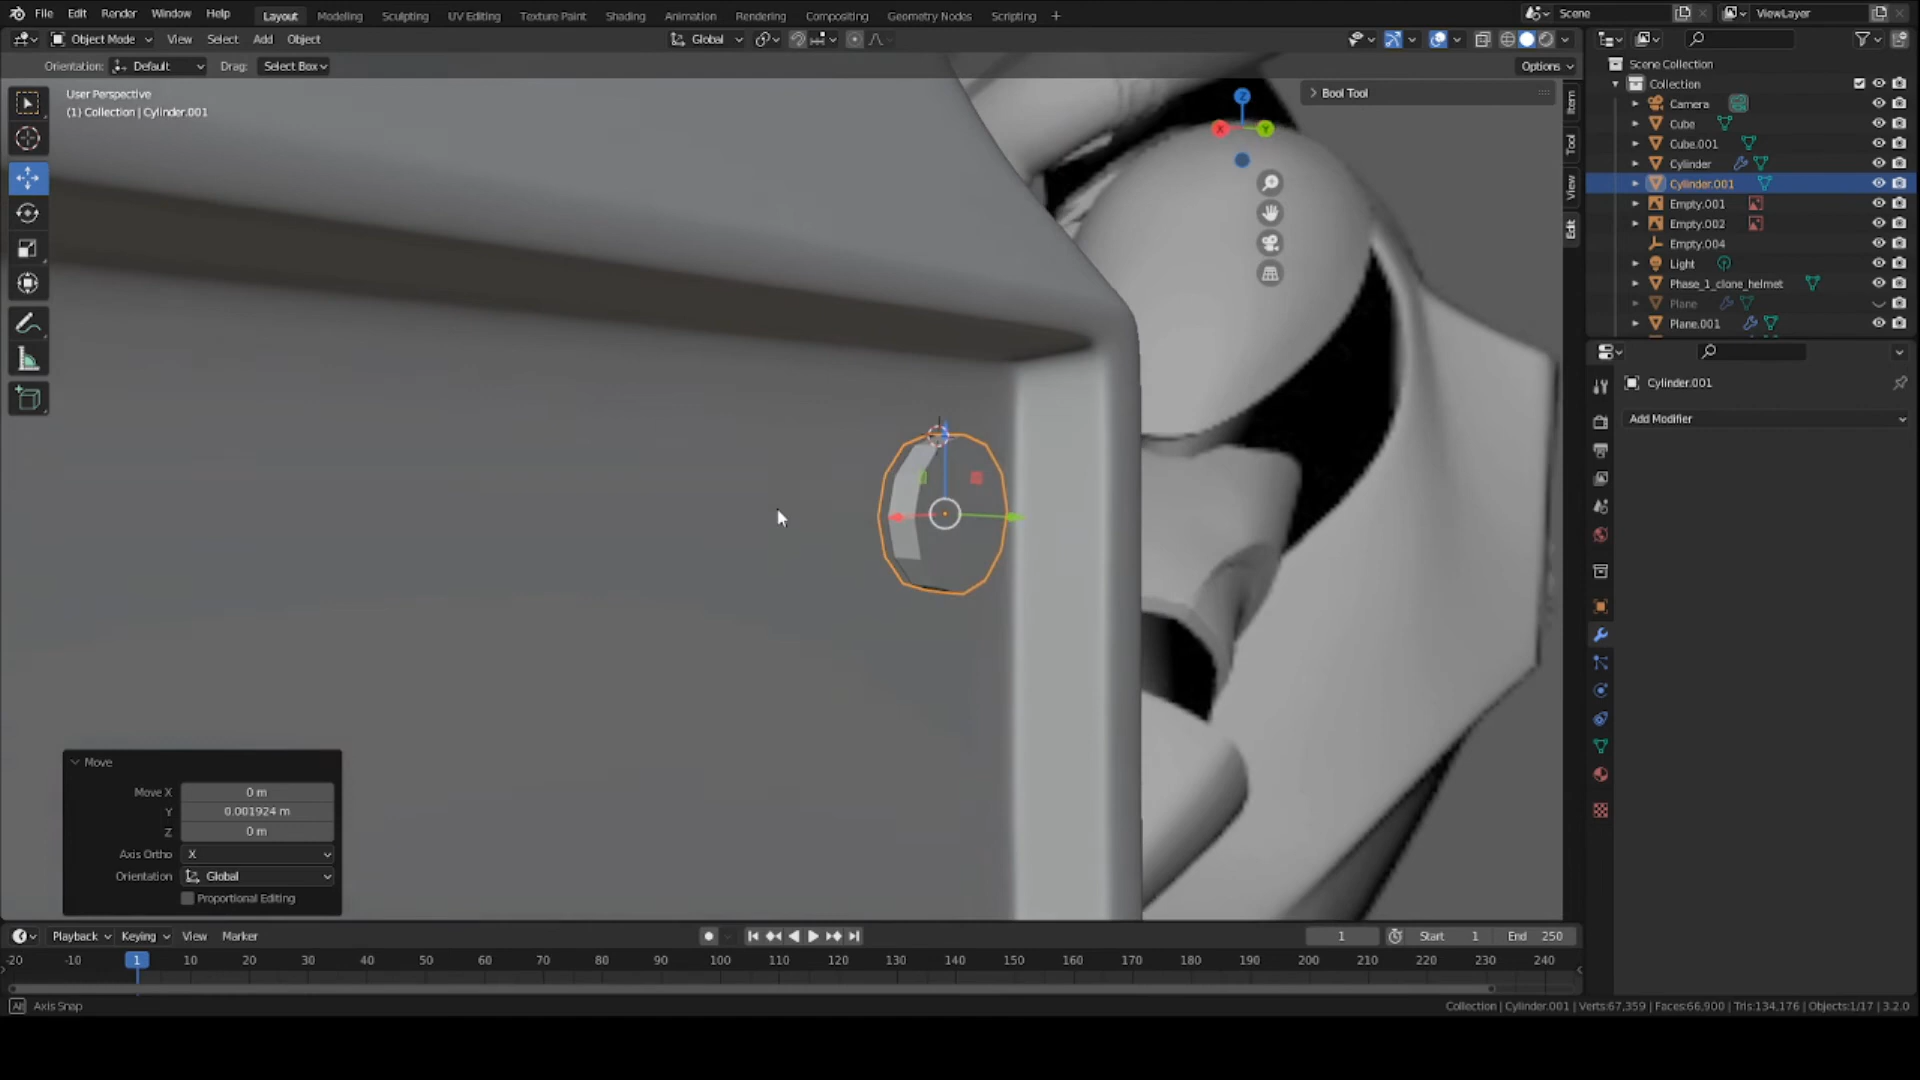 File Edit Render Window Help Layout Modeling Sculpting UV Editing Texture Paint Shading Animation Rendering Compositing Geometry Nodes Scripting + Scene ViewLayer
Object Mode View Select Add Object Global
Orientation: Default Drag: Select Box Options
User Perspective
(1) Collection | Cylinder.001
Bool Tool
Item
Tool
View
Edit
Z
X
Y
Scene Collection
Collection
Camera
Cube
Cube.001
Cylinder
Cylinder.001
Empty.001
Empty.002
Empty.004
Light
Phase_1_clone_helmet
Plane
Plane.001
Cylinder.001
Add Modifier
Move
Move X 0 m
Y 0.001924 m
Z 0 m
Axis Ortho X
Orientation Global
Proportional Editing
Playback Keying View Marker 1 Start 1 End 250
-20 -10 1 10 20 30 40 50 60 70 80 90 100 110 120 130 140 150 160 170 180 190 200 210 220 230 240
Alt Axis Snap Collection | Cylinder.001 | Verts:67,359 | Faces:66,900 | Tris:134,176 | Objects:1/17 | 3.2.0